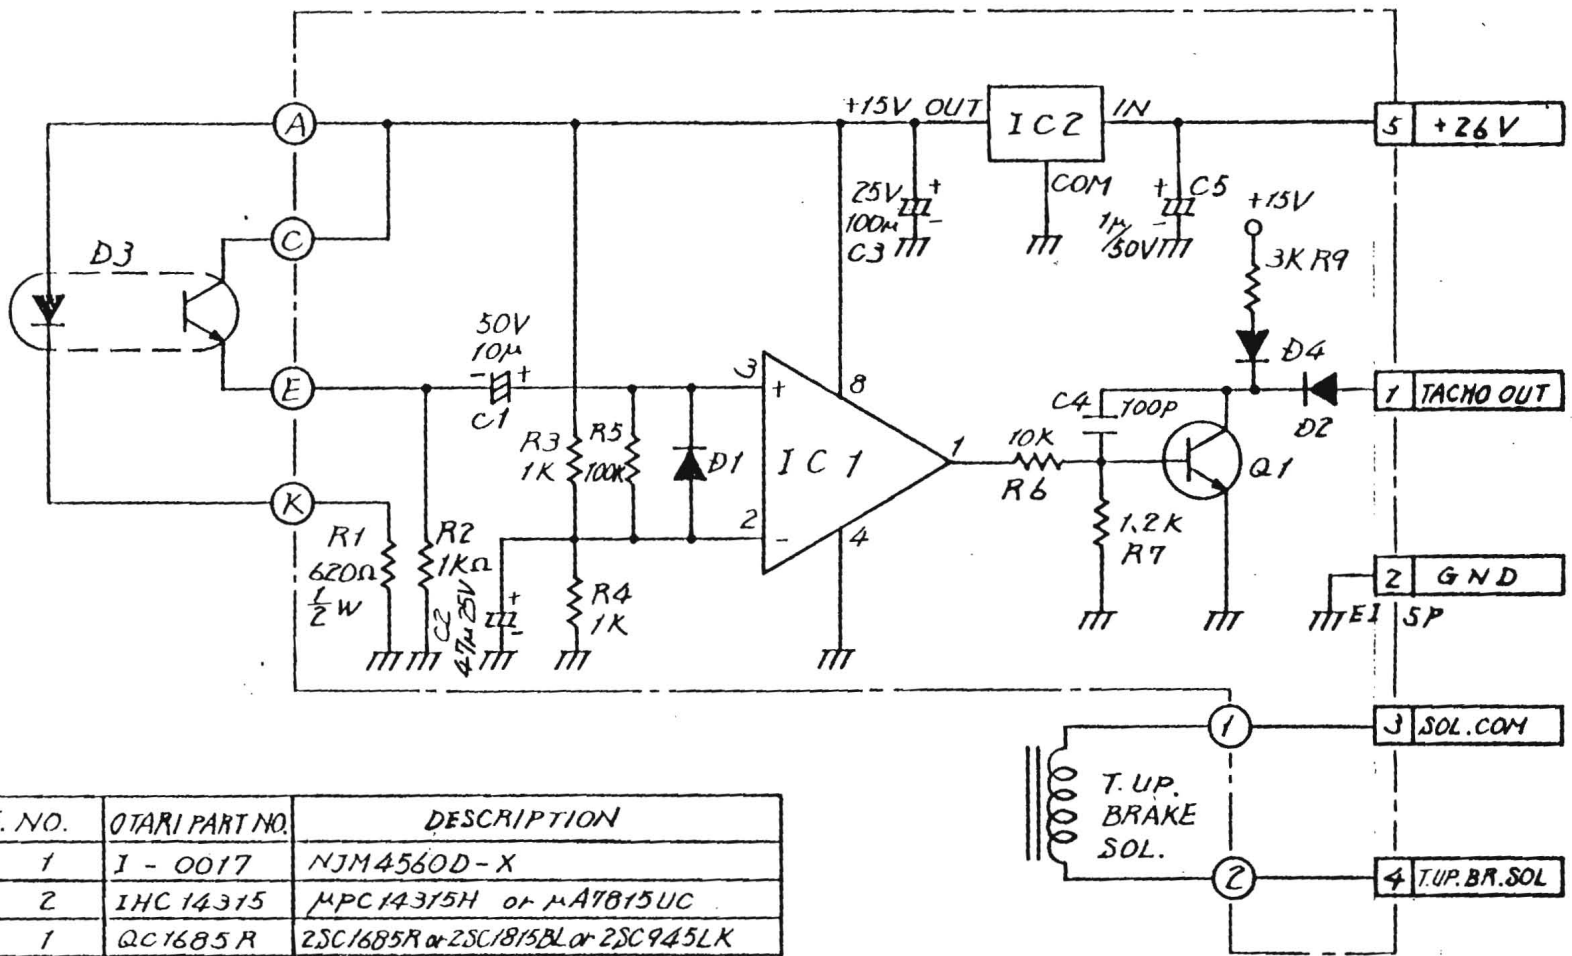 A
+15V OUT
IC2
IN
5 +26V
COM
25V
100μ
C3
+
-
+
-
C5
1μ/50V
+15V
C
D3
3K R9
50V
10μ
- +
C1
D4
E
3
+
8
C4
100P
1 TACHO OUT
D2
R3
1K
R5
100K
D1
IC1
1
10K
R6
Q1
K
2
-
4
R1
620Ω
1/2 W
R2
1KΩ
C2
47μ 25V
+
-
R4
1K
1.2K
R7
2 GND
E1 5P
1
3 SOL.COM
T. UP.
BRAKE
SOL.
2
4 T.UP.BR.SOL
. NO. OTARI PART NO. DESCRIPTION
1 I - 0017 NJM4560D-X
2 IHC 14315 μPC14315H or μA7815UC
1 QC1685R 2SC1685R or 2SC1815BL or 2SC945LK